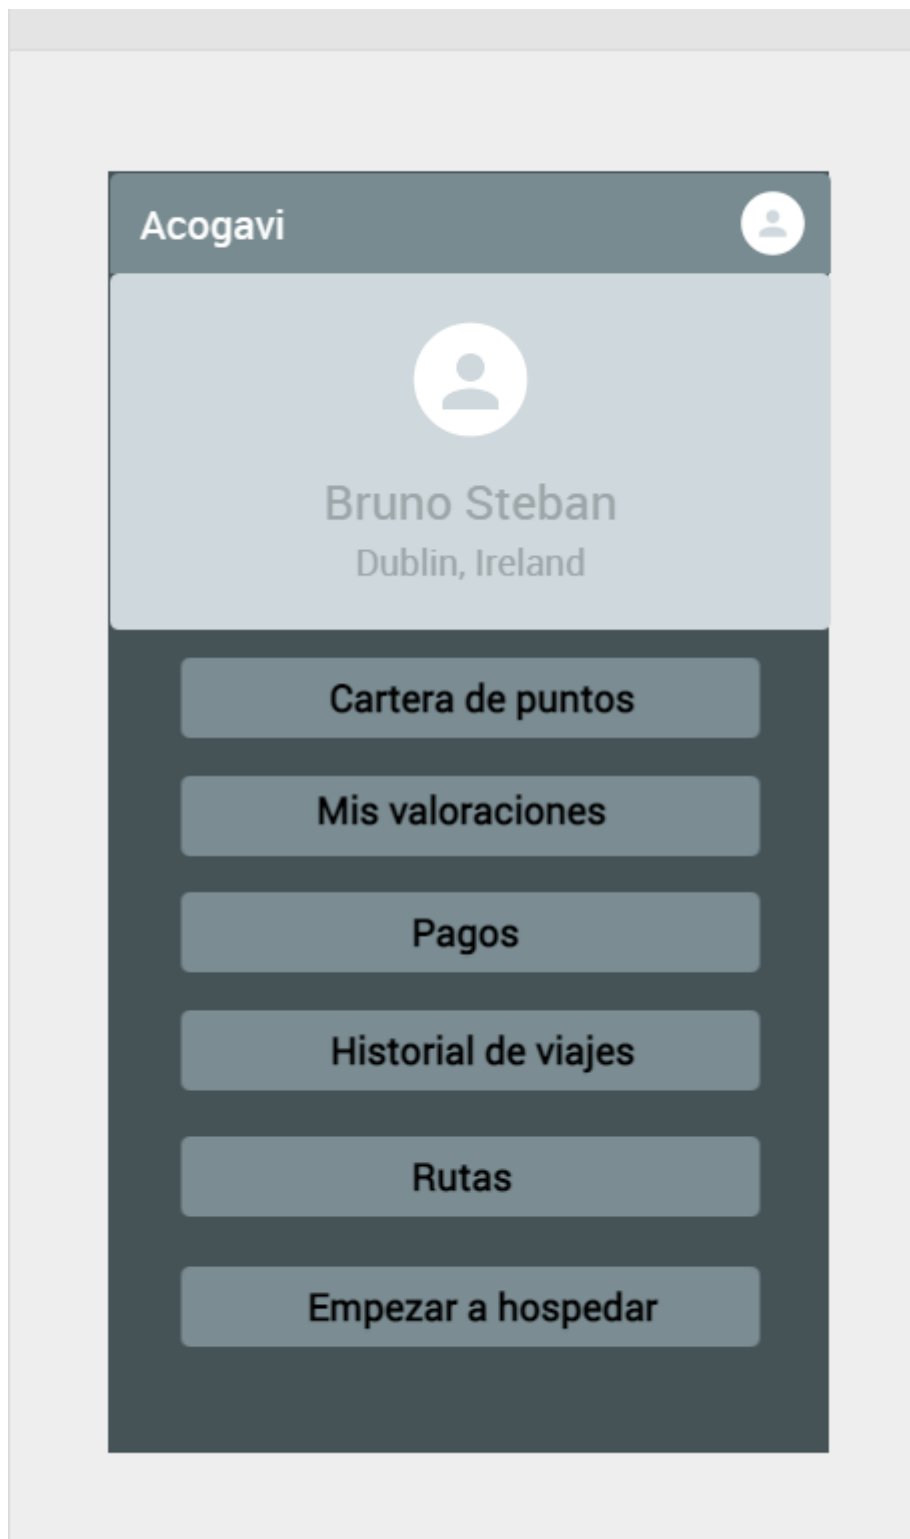 Acogavi
Bruno Steban
Dublin, Ireland
Cartera de puntos
Mis valoraciones
Pagos
Historial de viajes
Rutas
Empezar a hospedar